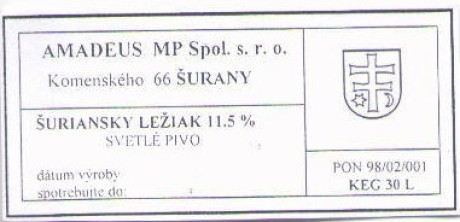 AMADEUS MP Spol. s. r. o.
Komenského 66 ŠURANY
ŠURIANSKY LEŽIAK 11.5 %
SVETLÉ PIVO
dátum výroby
spotrebujte do:
PON 98/02/001
KEG 30 L